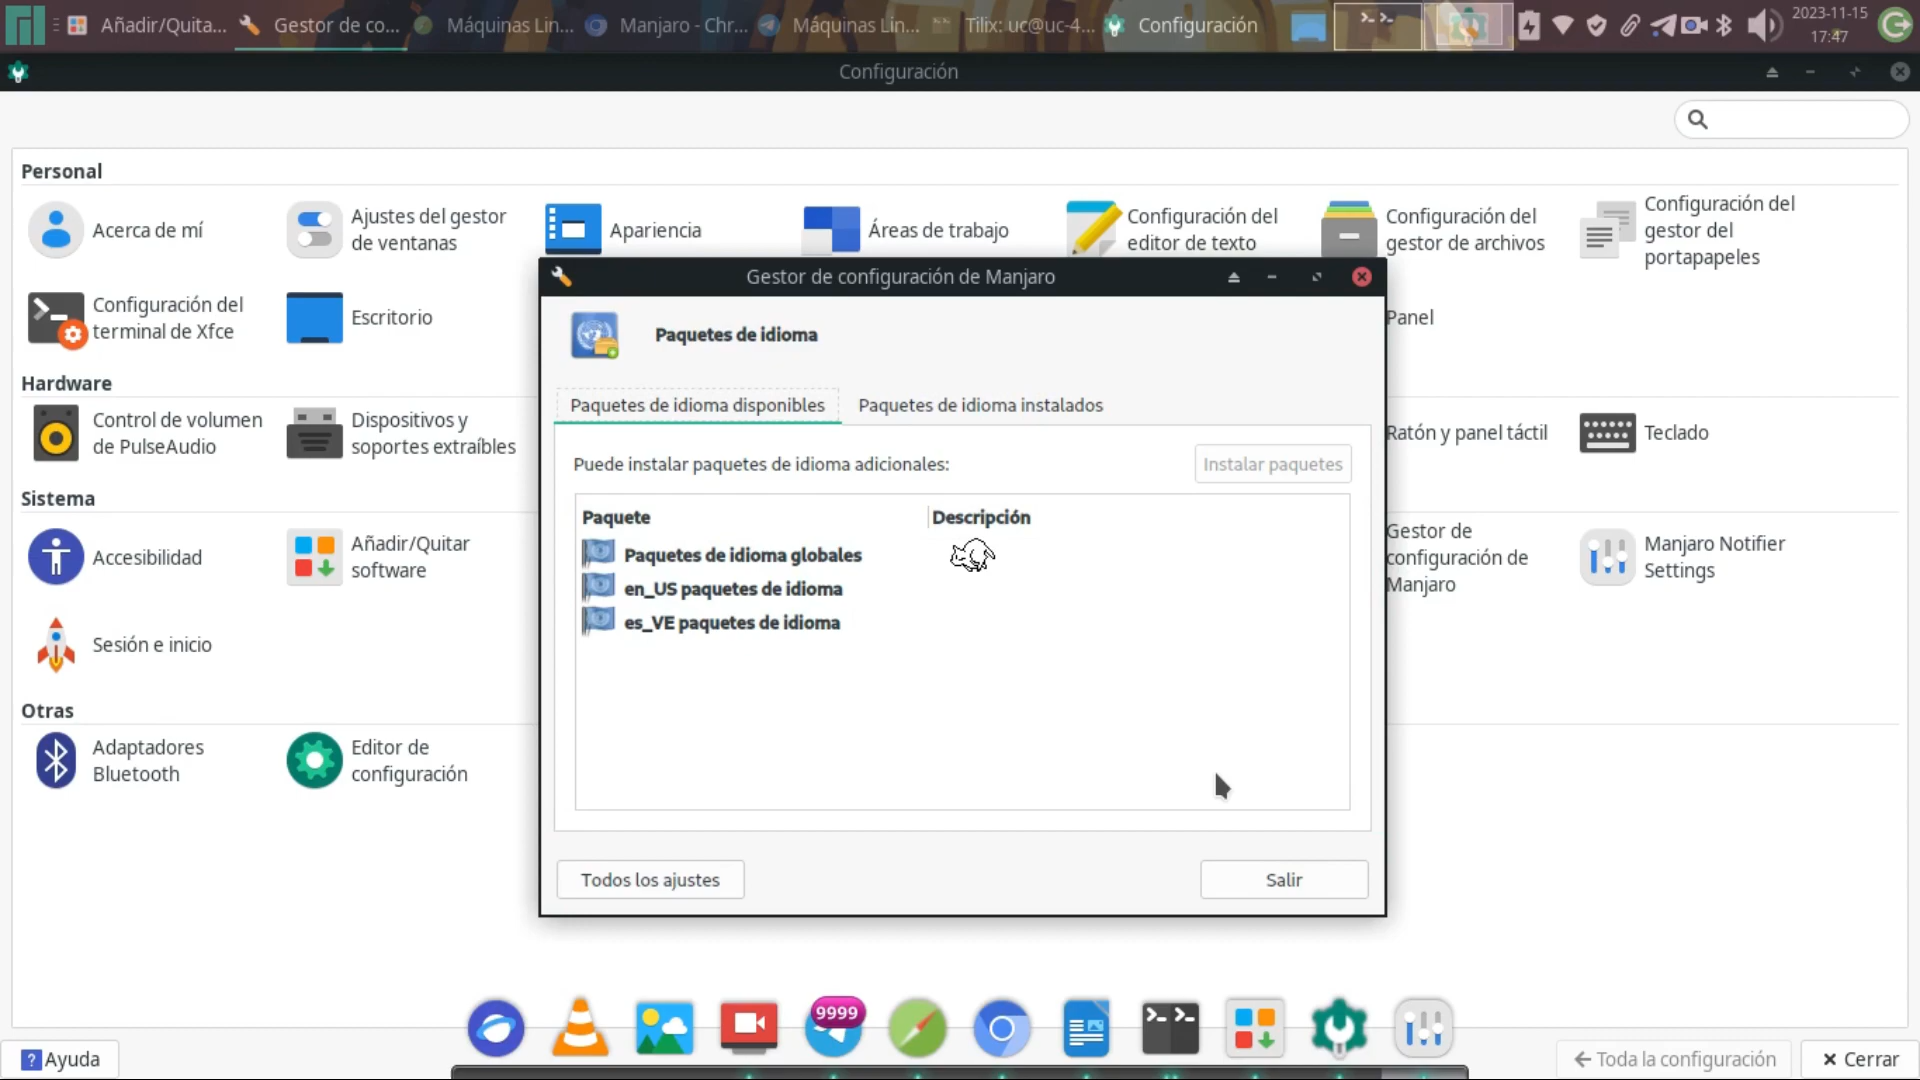 Añadir/Quita... Gestor de co... Máquinas Lin... Manjaro - Chr... Máquinas Lin... Tilix: uc@uc-4... Configuración 2023-11-15
17:47
Configuración
Personal
Acerca de mí
Ajustes del gestor
de ventanas
Apariencia
Áreas de trabajo
Configuración del
editor de texto
Configuración del
gestor de archivos
Configuración del
gestor del
portapapeles
Configuración del
terminal de Xfce
Escritorio
Panel
Hardware
Control de volumen
de PulseAudio
Dispositivos y
soportes extraíbles
Ratón y panel táctil
Teclado
Sistema
Accesibilidad
Añadir/Quitar
software
Gestor de
configuración de
Manjaro
Manjaro Notifier
Settings
Sesión e inicio
Otras
Adaptadores
Bluetooth
Editor de
configuración
Gestor de configuración de Manjaro
Paquetes de idioma
Paquetes de idioma disponibles Paquetes de idioma instalados
Puede instalar paquetes de idioma adicionales: Instalar paquetes
Paquete Descripción
Paquetes de idioma globales
en_US paquetes de idioma
es_VE paquetes de idioma
Todos los ajustes Salir
9999
? Ayuda Toda la configuración Cerrar